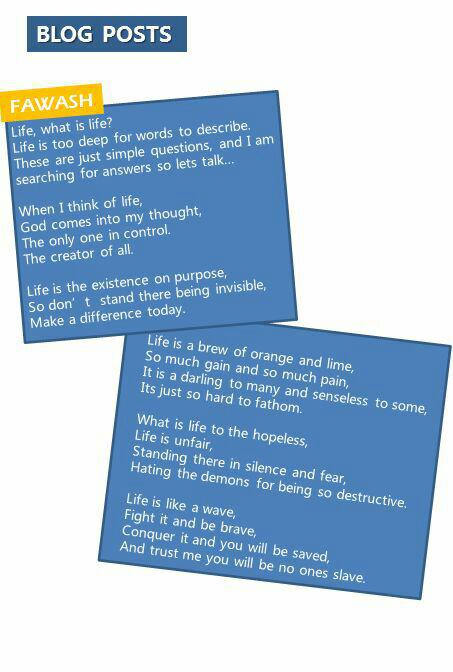 BLOG POSTS
FAWASH
Life, what is life?
Life is too deep for words to describe.
These are just simple questions, and I am
searching for answers so lets talk...
When I think of life,
God comes into my thought,
The only one in control.
The creator of all.
Life is the existence on purpose,
So don't stand there being invisible,
Make a difference today.
Life is a brew of orange and lime,
So much gain and so much pain,
It is a darling to many and senseless to some,
Its just so hard to fathom.
What is life to the hopeless,
Life is unfair,
Standing there in silence and fear,
Hating the demons for being so destructive.
Life is like a wave,
Fight it and be brave,
Conquer it and you will be saved,
And trust me you will be no ones slave.